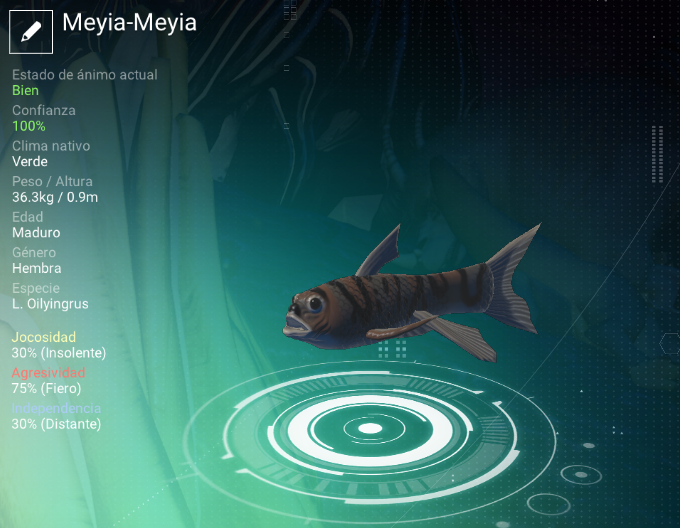 Meyia-Meyia
Estado de ánimo actual
Bien
Confianza
100%
Clima nativo
Verde
Peso / Altura
36.3kg / 0.9m
Edad
Maduro
Género
Hembra
Especie
L. Oilyingrus
Jocosidad
30% (Insolente)
Agresividad
75% (Fiero)
Independencia
30% (Distante)